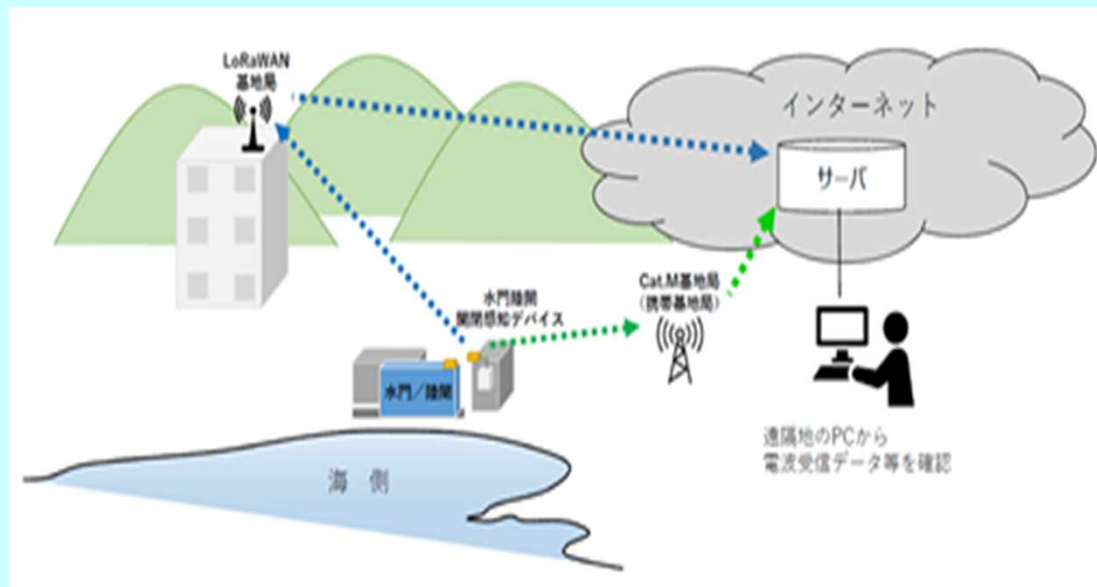 LoRaWAN
基地局
インターネット
サーバ
Cat.M基地局
(携帯基地局)
水門陸閘
開閉感知デバイス
水門／陸閘
海 側
遠隔地のPCから
電波受信データ等を確認